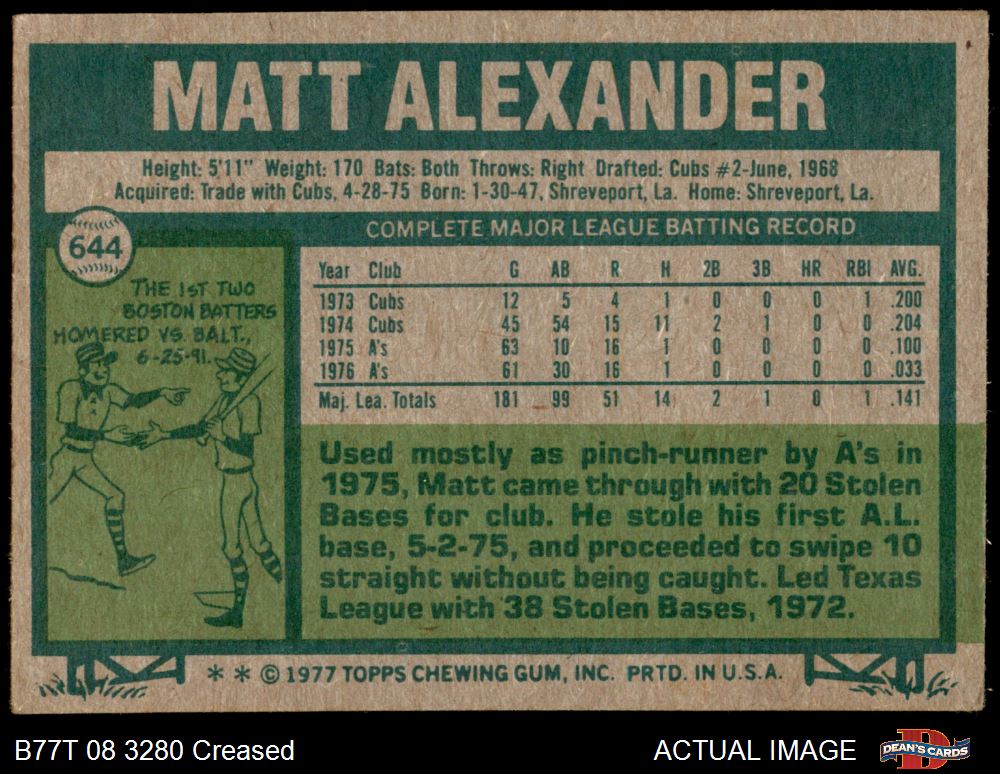 MATT ALEXANDER
Height: 5'11" Weight: 170 Bats: Both Throws: Right Drafted: Cubs #2-June, 1968
Acquired: Trade with Cubs, 4-28-75 Born: 1-30-47, Shreveport, La. Home: Shreveport, La.
644
COMPLETE MAJOR LEAGUE BATTING RECORD
Year Club G AB R H 2B 3B HR RBI AVG.
1973 Cubs 12 5 4 1 0 0 0 1 .200
1974 Cubs 45 54 15 11 2 1 0 0 .204
1975 A's 63 10 16 1 0 0 0 0 .100
1976 A's 61 30 16 1 0 0 0 0 .033
Maj. Lea. Totals 181 99 51 14 2 1 0 1 .141
THE 1ST TWO
BOSTON BATTERS
HOMERED VS. BALT.,
6-25-91.
Used mostly as pinch-runner by A's in
1975, Matt came through with 20 Stolen
Bases for club. He stole his first A.L.
base, 5-2-75, and proceeded to swipe 10
straight without being caught. Led Texas
League with 38 Stolen Bases, 1972.
* * © 1977 TOPPS CHEWING GUM, INC. PRTD. IN U.S.A.
B77T 08 3280 Creased
ACTUAL IMAGE
DEAN'S CARDS